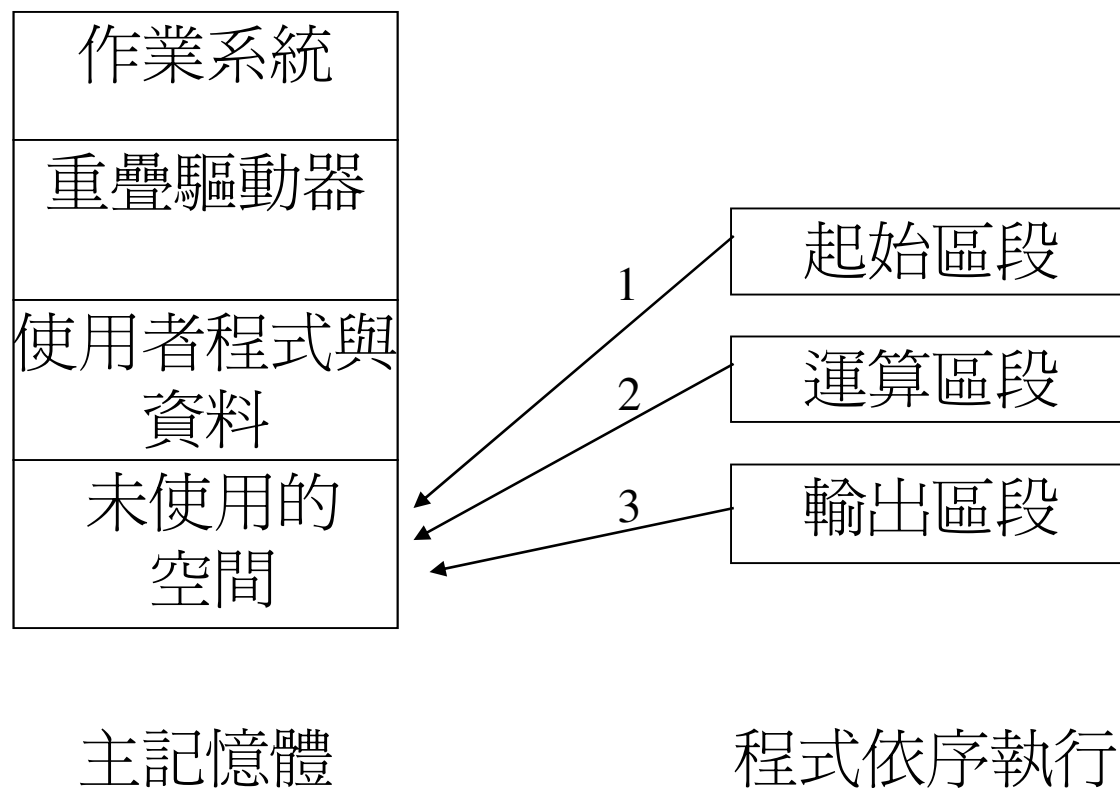 作業系統
重疊驅動器
使用者程式與
資料
未使用的
空間
1
2
3
起始區段
運算區段
輸出區段
主記憶體
程式依序執行